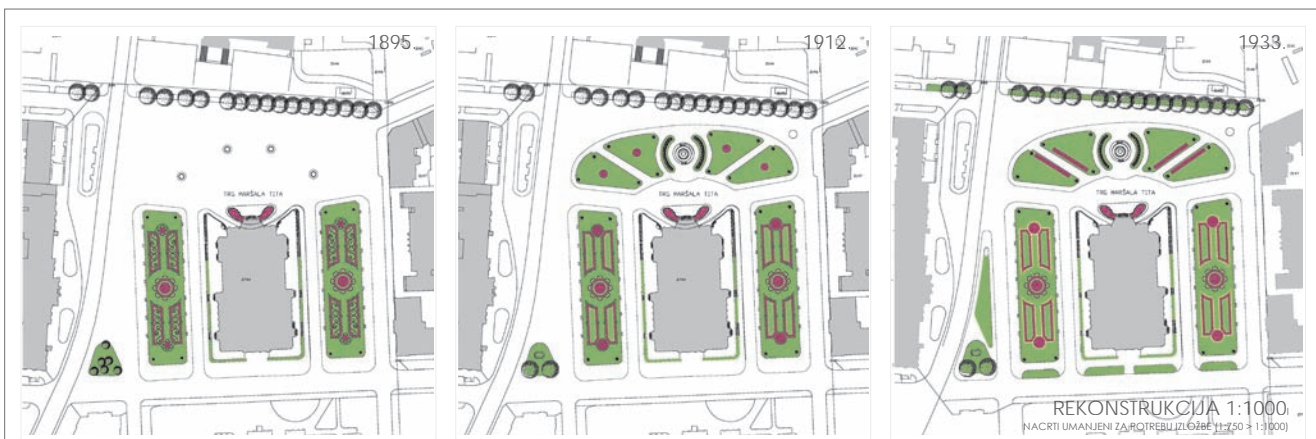 1895.
1912.
1933.
TRG MARŠALA TITA
TRG MARŠALA TITA
TRG MARŠALA TITA
REKONSTRUKCIJA 1:1000
NACRTI UMANJENI ZA POTREBU IZLOŽBE (1:750 > 1:1000)